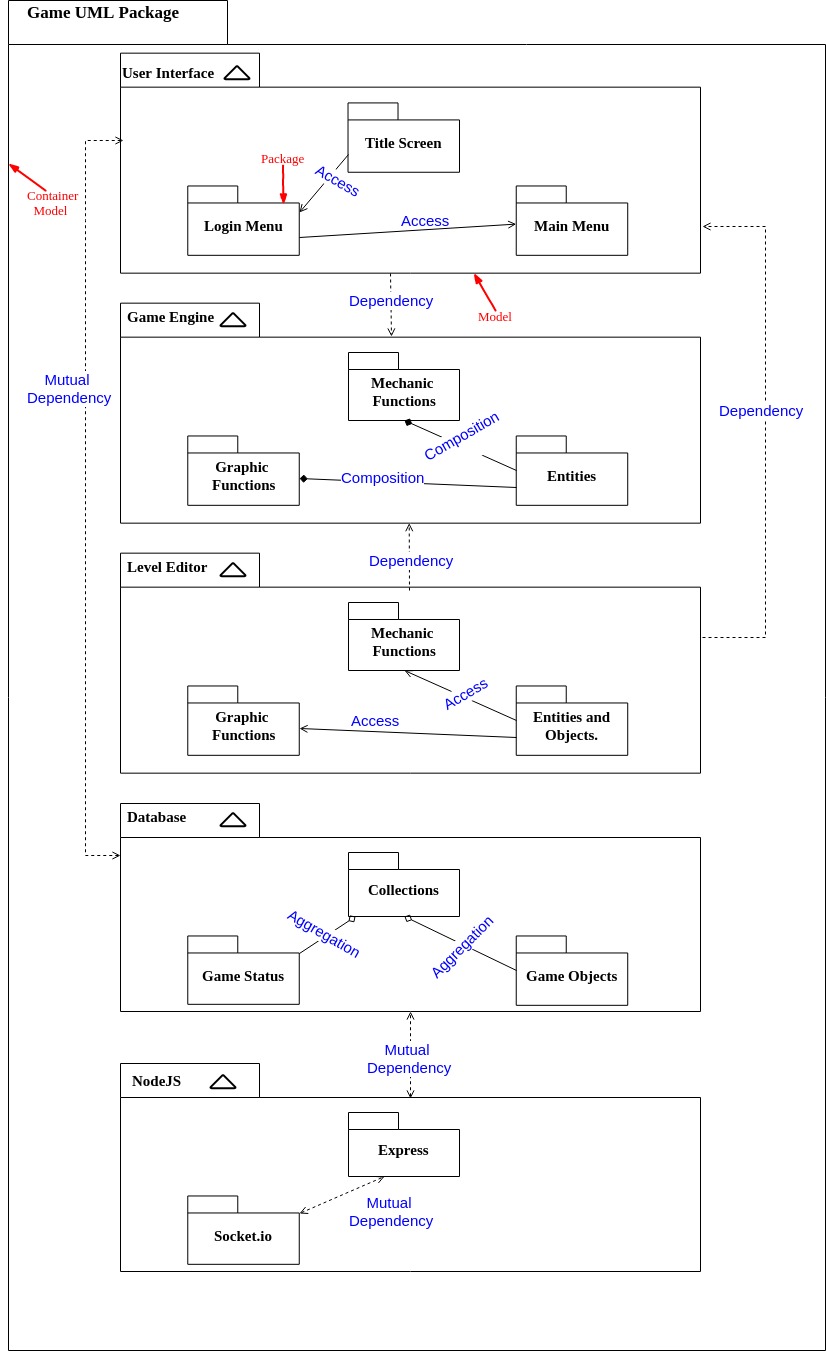 Game UML Package
User Interface
Title Screen
Package
Access
Container
Model
Login Menu
Access
Main Menu
Dependency
Model
Game Engine
Mechanic
Functions
Mutual
Dependency
Dependency
Composition
Graphic
Functions
Composition
Entities
Dependency
Level Editor
Mechanic
Functions
Access
Graphic
Functions
Access
Entities and
Objects.
Database
Collections
Aggregation
Aggregation
Game Status
Game Objects
Mutual
Dependency
NodeJS
Express
Mutual
Dependency
Socket.io